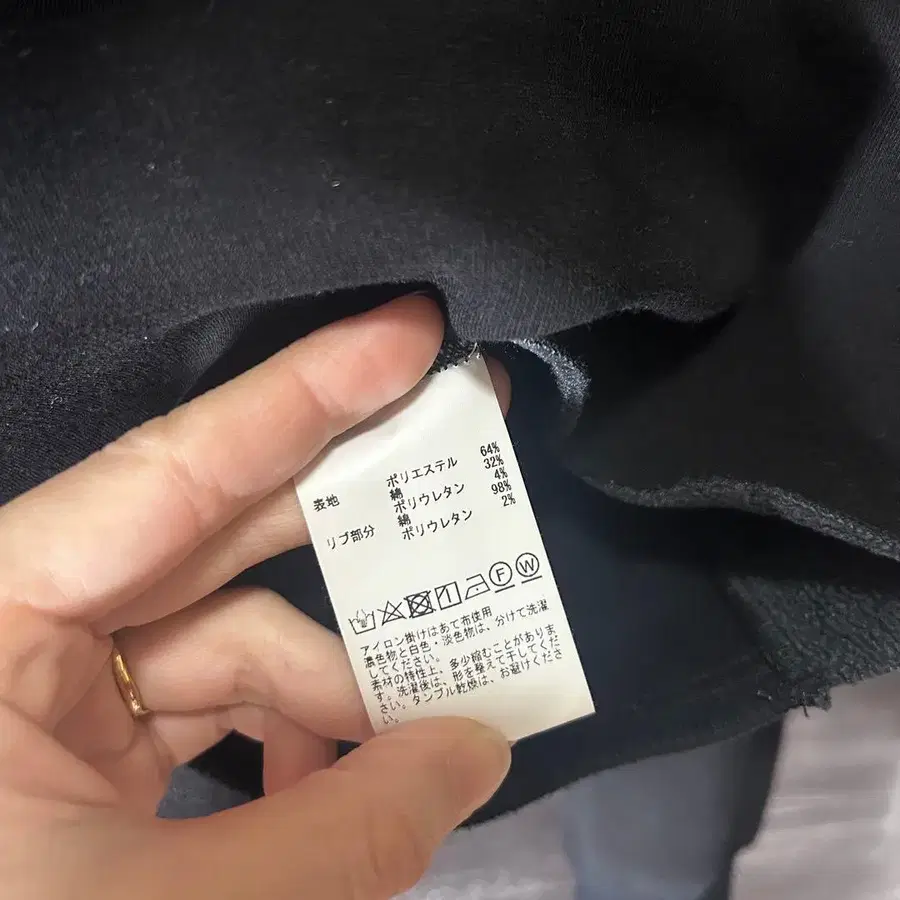 表地 ポリエステル 64%
綿 32%
ポリウレタン 4%
リブ部分 綿 98%
ポリウレタン 2%
F W
アイロン掛けはあて布使用
濃色物と白色・淡色物は、分けて洗濯
してください。
素材の特性上、多少縮むことがありま
す。洗濯後は、形を整えて干してくだ
さい。タンブル乾燥は、お避けくださ
い。